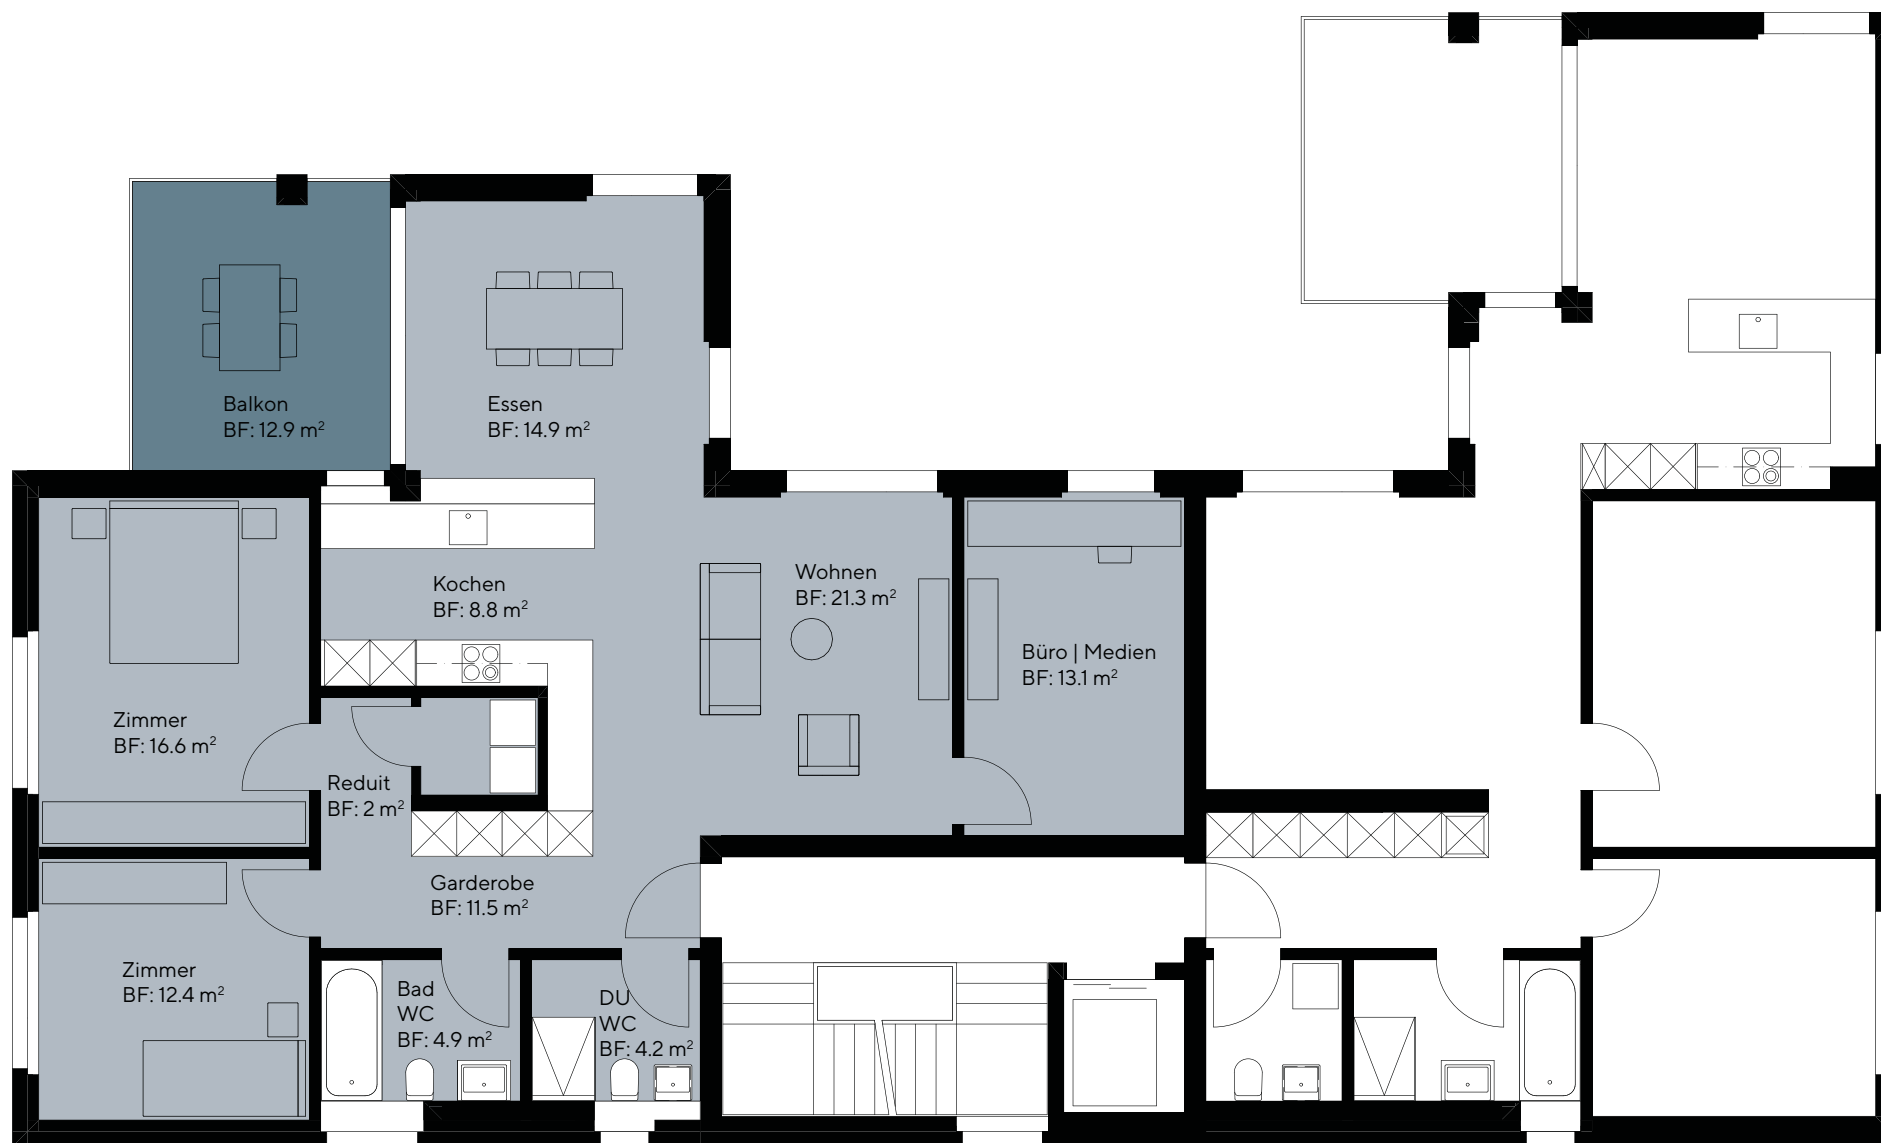 Balkon
BF: 12.9 m²
Essen
BF: 14.9 m²
Kochen
BF: 8.8 m²
Wohnen
BF: 21.3 m²
Büro | Medien
BF: 13.1 m²
Zimmer
BF: 16.6 m²
Reduit
BF: 2 m²
Garderobe
BF: 11.5 m²
Zimmer
BF: 12.4 m²
Bad
WC
BF: 4.9 m²
DU
WC
BF: 4.2 m²